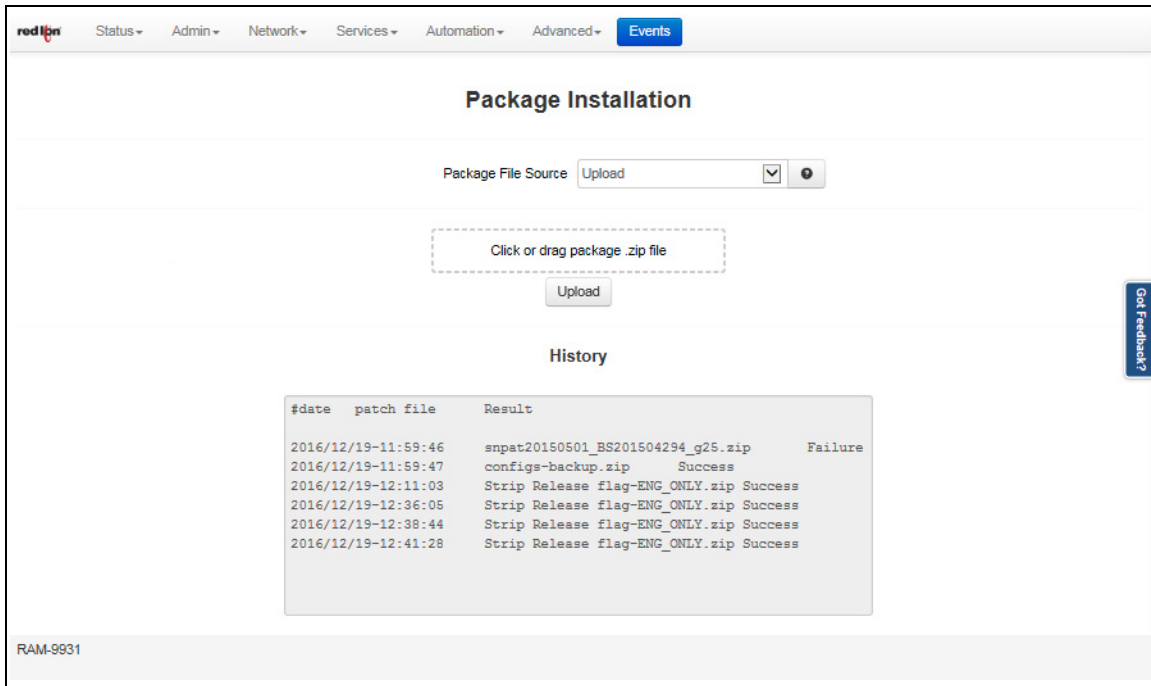 redlion Status Admin Network Services Automation Advanced Events
Package Installation
Package File Source Upload
Click or drag package .zip file
Upload
Got Feedback?
History
#date patch file Result
2016/12/19-11:59:46 snpat20150501_BS201504294_g25.zip Failure
2016/12/19-11:59:47 configs-backup.zip Success
2016/12/19-12:11:03 Strip Release flag-ENG_ONLY.zip Success
2016/12/19-12:36:05 Strip Release flag-ENG_ONLY.zip Success
2016/12/19-12:38:44 Strip Release flag-ENG_ONLY.zip Success
2016/12/19-12:41:28 Strip Release flag-ENG_ONLY.zip Success
RAM-9931